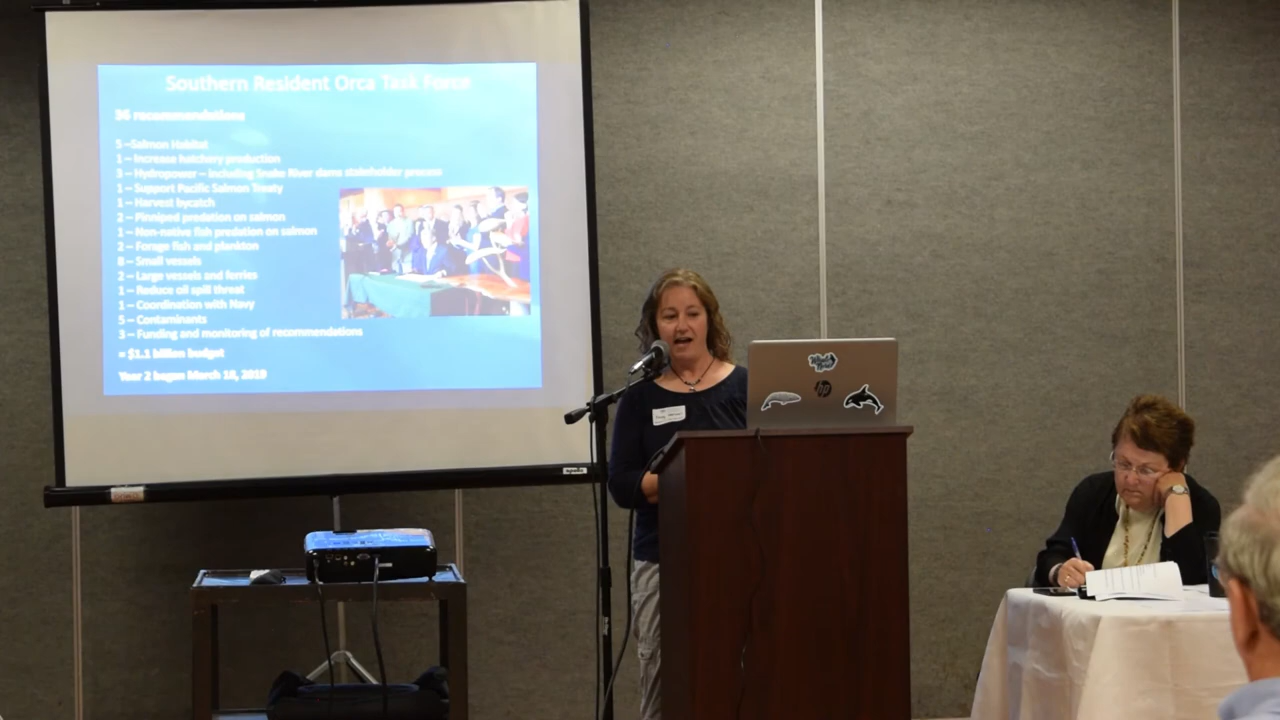 Southern Resident Orca Task Force
36 recommendations
5 –Salmon Habitat
1 – Increase hatchery production
3 – Hydropower – including Snake River dams stakeholder process
1 – Support Pacific Salmon Treaty
1 – Harvest bycatch
2 – Pinniped predation on salmon
1 – Non-native fish predation on salmon
2 – Forage fish and plankton
8 – Small vessels
2 – Large vessels and ferries
1 – Reduce oil spill threat
1 – Coordination with Navy
5 – Contaminants
3 – Funding and monitoring of recommendations
= $1.1 billion budget
Year 2 began March 18, 2019
apollo
hp